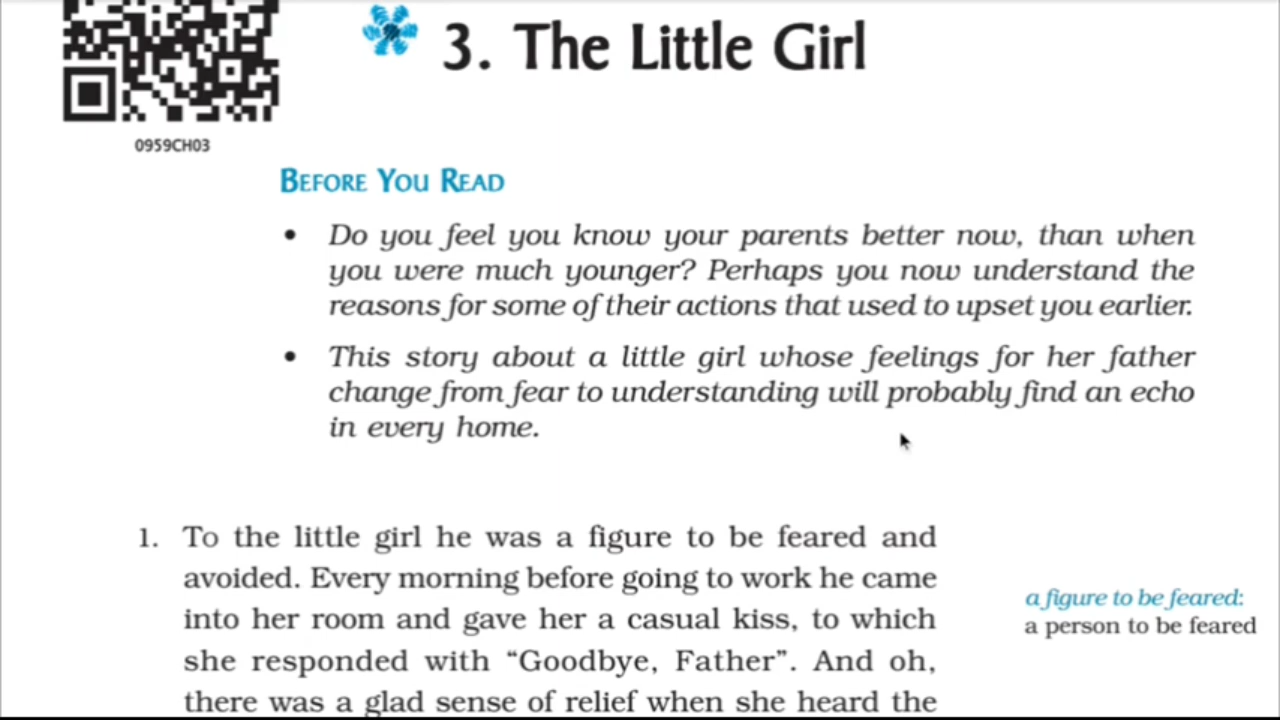 3. The Little Girl
0959CH03
BEFORE YOU READ
• Do you feel you know your parents better now, than when
you were much younger? Perhaps you now understand the
reasons for some of their actions that used to upset you earlier.
• This story about a little girl whose feelings for her father
change from fear to understanding will probably find an echo
in every home.
1. To the little girl he was a figure to be feared and
avoided. Every morning before going to work he came
into her room and gave her a casual kiss, to which
she responded with “Goodbye, Father”. And oh,
there was a glad sense of relief when she heard the
a figure to be feared:
a person to be feared